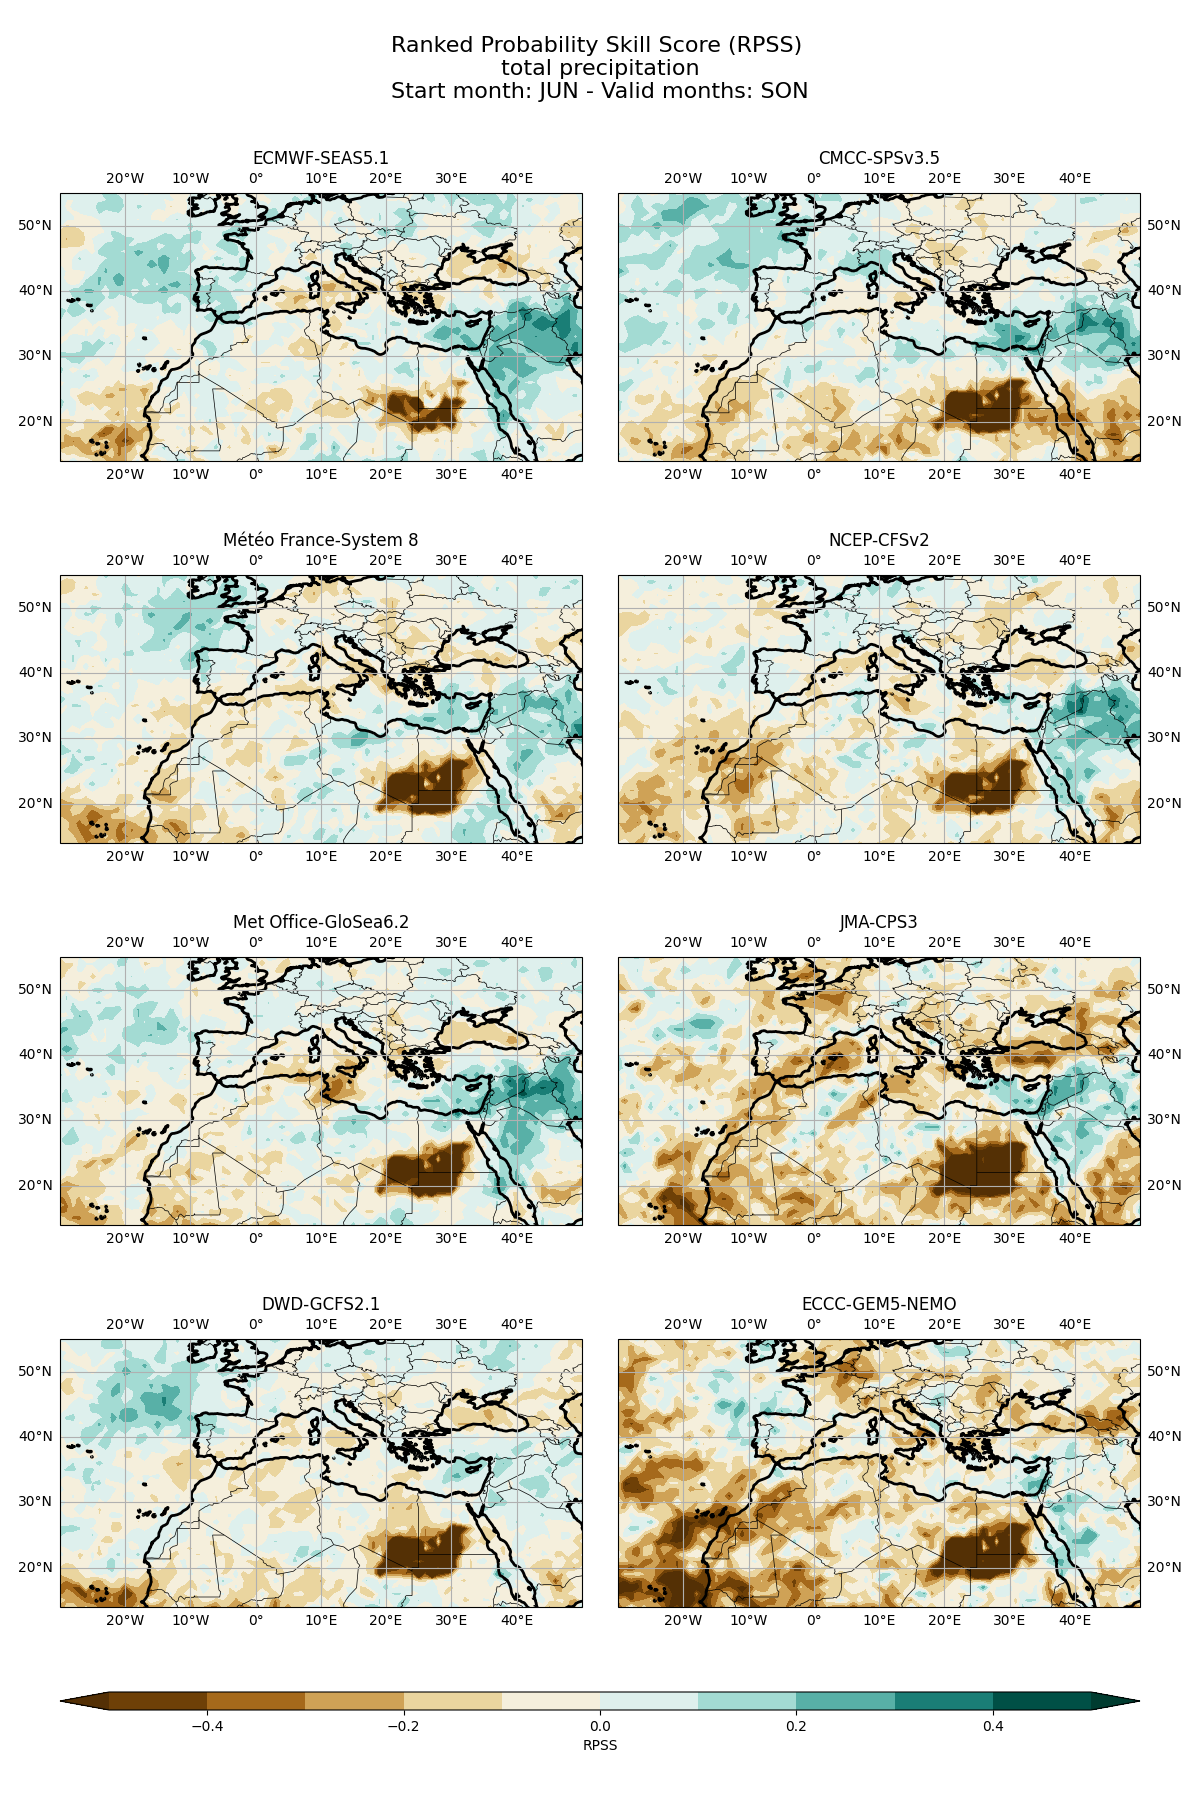 Ranked Probability Skill Score (RPSS)
total precipitation
Start month: JUN - Valid months: SON
ECMWF-SEAS5.1
20°W 10°W 0° 10°E 20°E 30°E 40°E
50°N
40°N
30°N
20°N
20°W 10°W 0° 10°E 20°E 30°E 40°E
CMCC-SPSv3.5
20°W 10°W 0° 10°E 20°E 30°E 40°E
50°N
40°N
30°N
20°N
20°W 10°W 0° 10°E 20°E 30°E 40°E
Météo France-System 8
20°W 10°W 0° 10°E 20°E 30°E 40°E
50°N
40°N
30°N
20°N
20°W 10°W 0° 10°E 20°E 30°E 40°E
NCEP-CFSv2
20°W 10°W 0° 10°E 20°E 30°E 40°E
50°N
40°N
30°N
20°N
20°W 10°W 0° 10°E 20°E 30°E 40°E
Met Office-GloSea6.2
20°W 10°W 0° 10°E 20°E 30°E 40°E
50°N
40°N
30°N
20°N
20°W 10°W 0° 10°E 20°E 30°E 40°E
JMA-CPS3
20°W 10°W 0° 10°E 20°E 30°E 40°E
50°N
40°N
30°N
20°N
20°W 10°W 0° 10°E 20°E 30°E 40°E
DWD-GCFS2.1
20°W 10°W 0° 10°E 20°E 30°E 40°E
50°N
40°N
30°N
20°N
20°W 10°W 0° 10°E 20°E 30°E 40°E
ECCC-GEM5-NEMO
20°W 10°W 0° 10°E 20°E 30°E 40°E
50°N
40°N
30°N
20°N
20°W 10°W 0° 10°E 20°E 30°E 40°E
−0.4 −0.2 0.0 0.2 0.4
RPSS